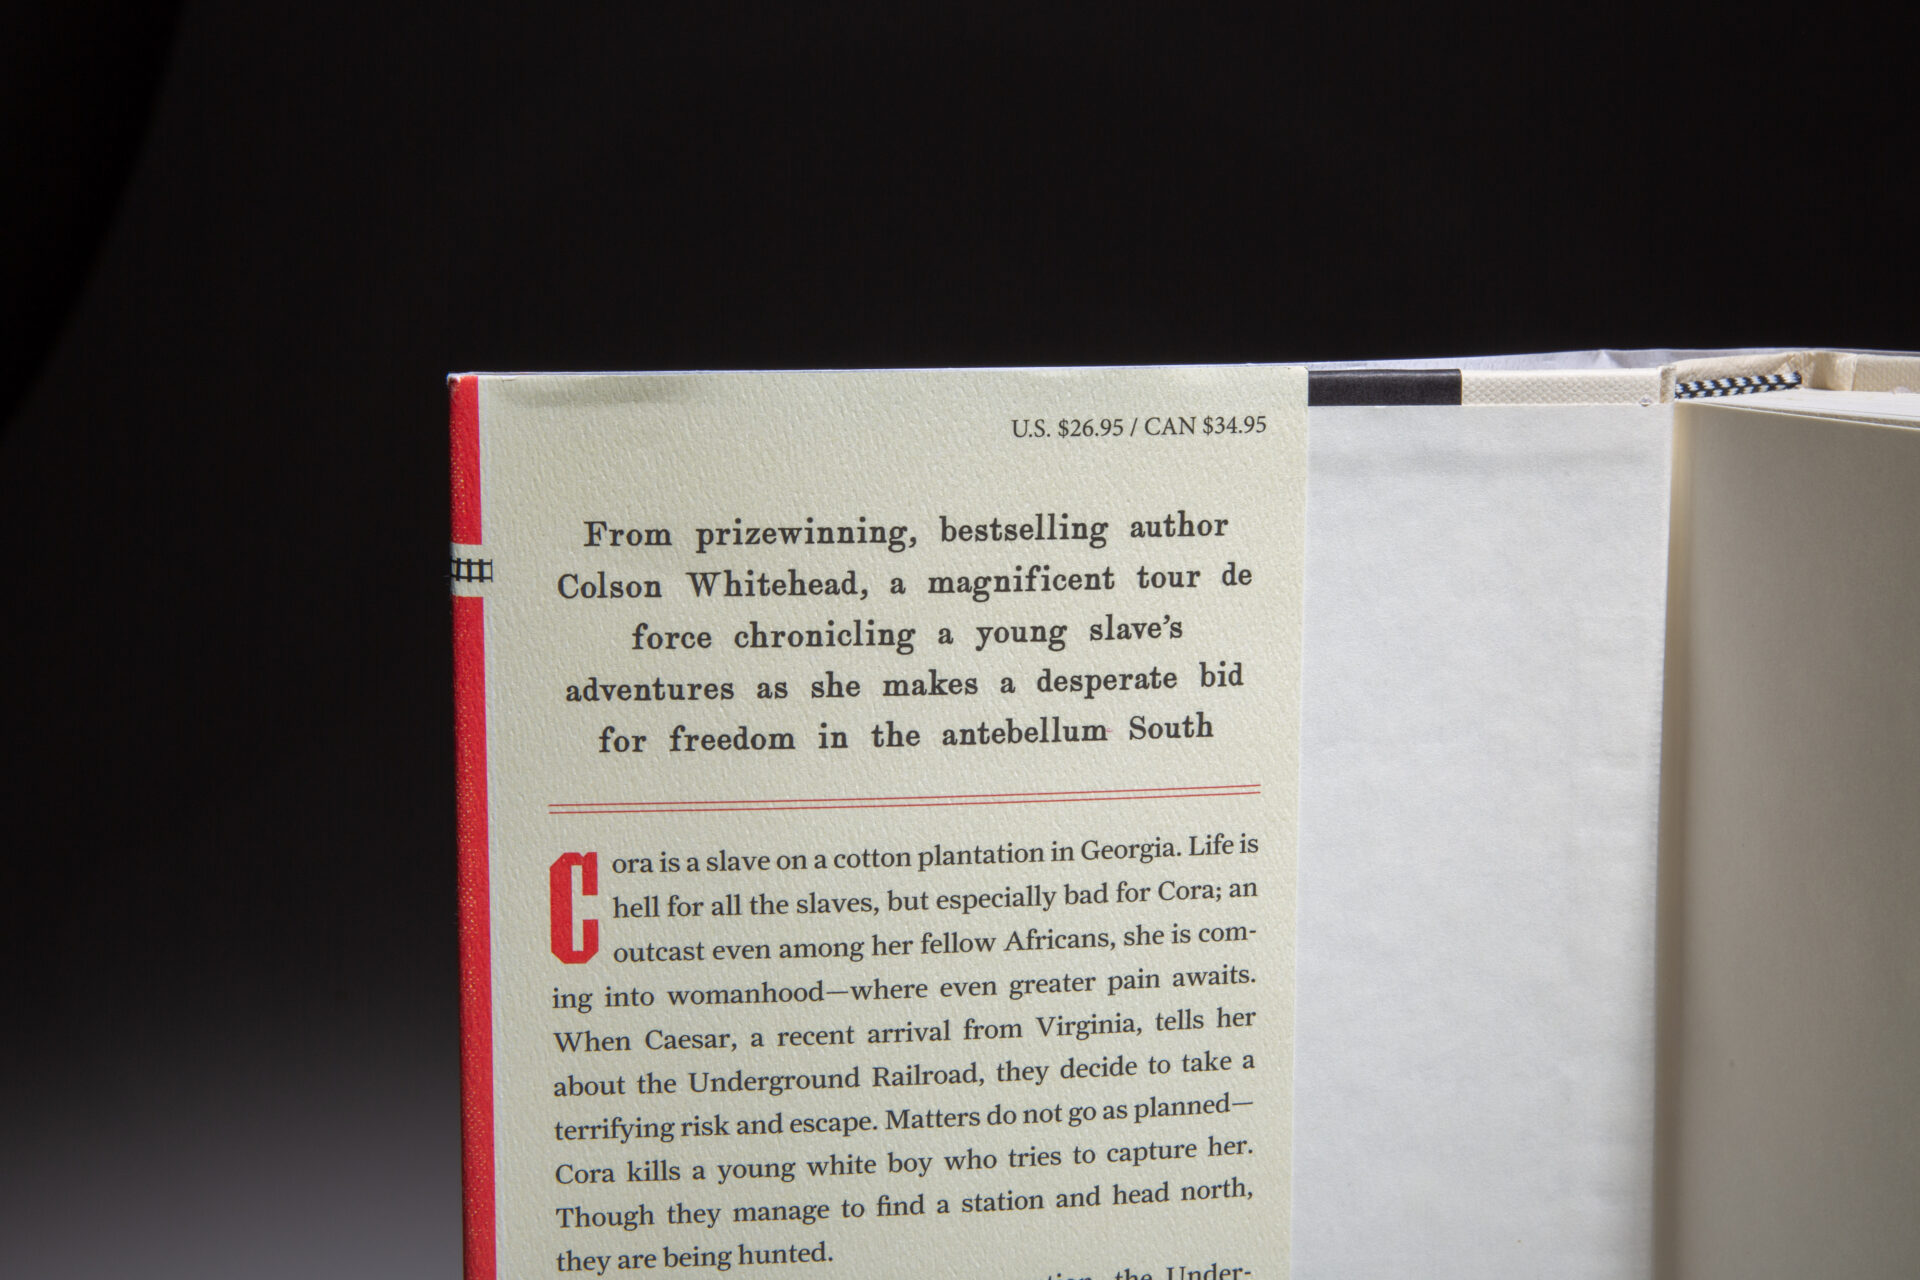 U.S. $26.95 / CAN $34.95
From prizewinning, bestselling author
Colson Whitehead, a magnificent tour de
force chronicling a young slave's
adventures as she makes a desperate bid
for freedom in the antebellum South
Cora is a slave on a cotton plantation in Georgia. Life is
hell for all the slaves, but especially bad for Cora; an
outcast even among her fellow Africans, she is com-
ing into womanhood—where even greater pain awaits.
When Caesar, a recent arrival from Virginia, tells her
about the Underground Railroad, they decide to take a
terrifying risk and escape. Matters do not go as planned—
Cora kills a young white boy who tries to capture her.
Though they manage to find a station and head north,
they are being hunted.
the Under-